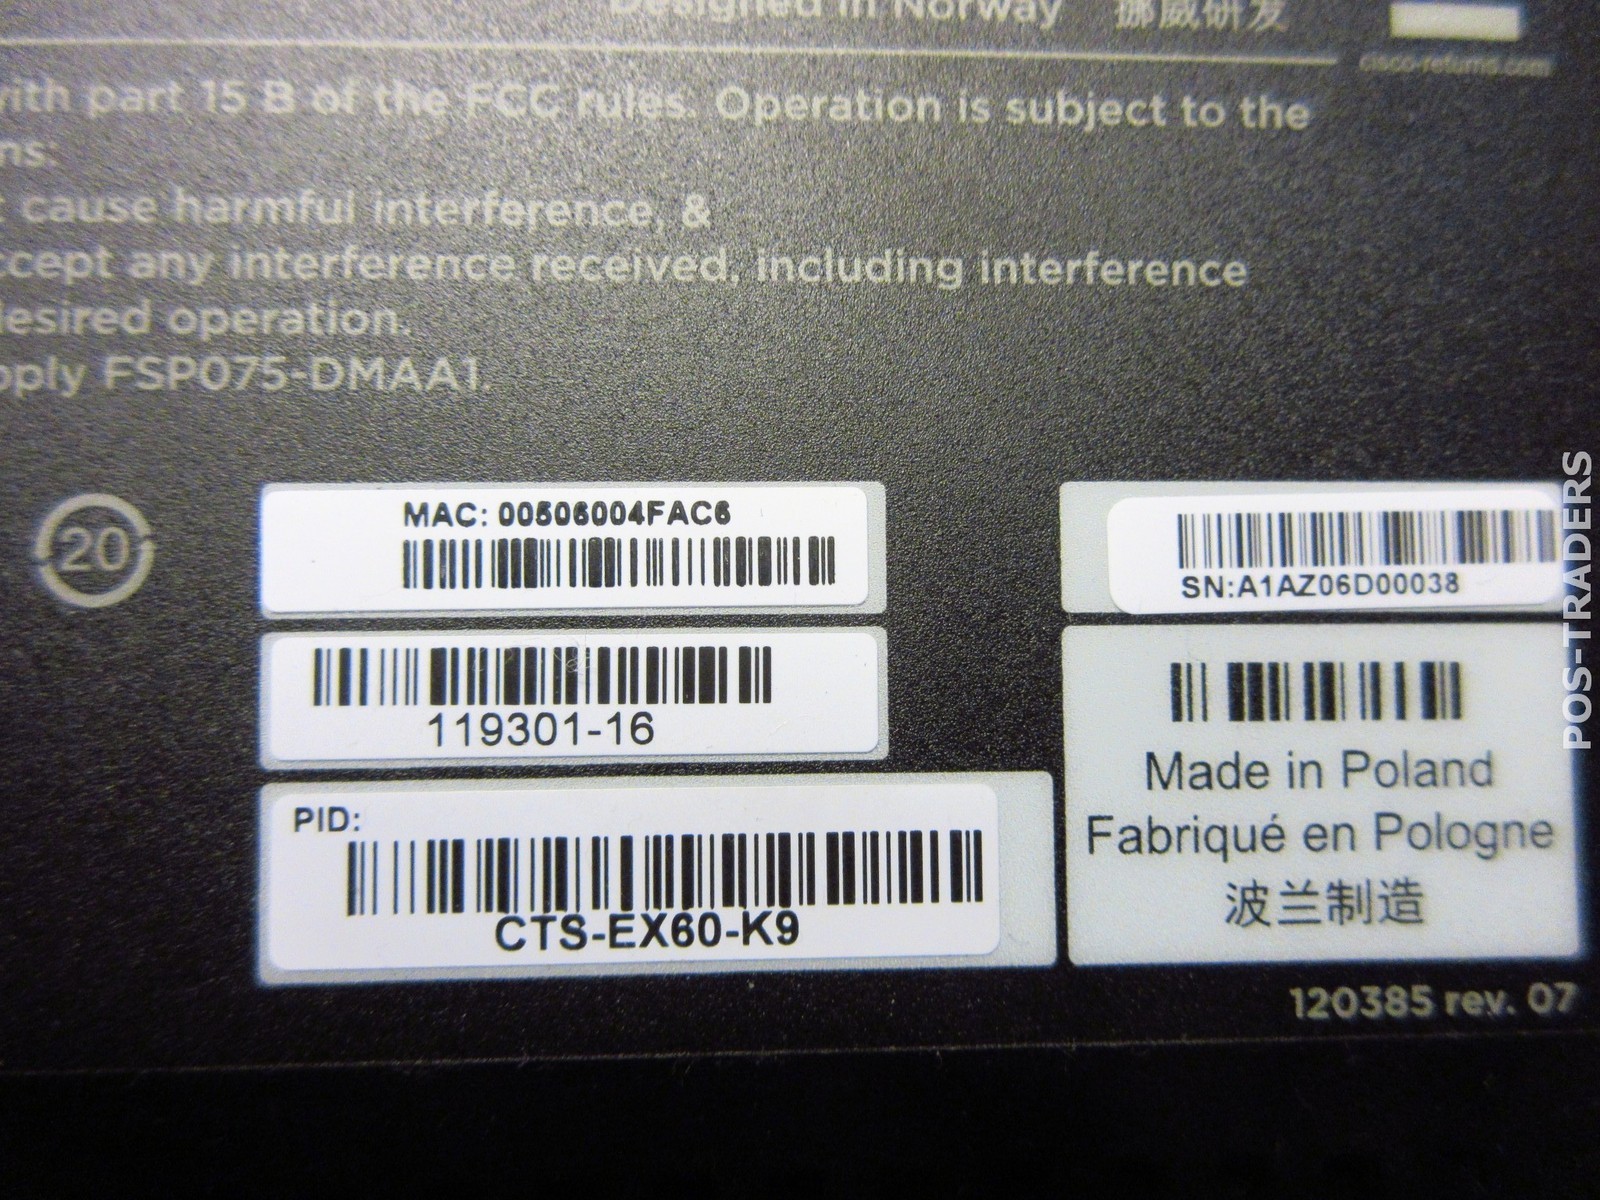 Designed in Norway 挪威研发
cisco-returns.com
with part 15 B of the FCC rules. Operation is subject to the
ns:
cause harmful interference, &
ccept any interference received, including interference
desired operation.
pply FSP075-DMAA1.
20
MAC: 00506004FAC6
SN:A1AZ06D00038
119301-16
Made in Poland
Fabriqué en Pologne
波兰制造
PID:
CTS-EX60-K9
120385 rev. 07
POS-TRADERS